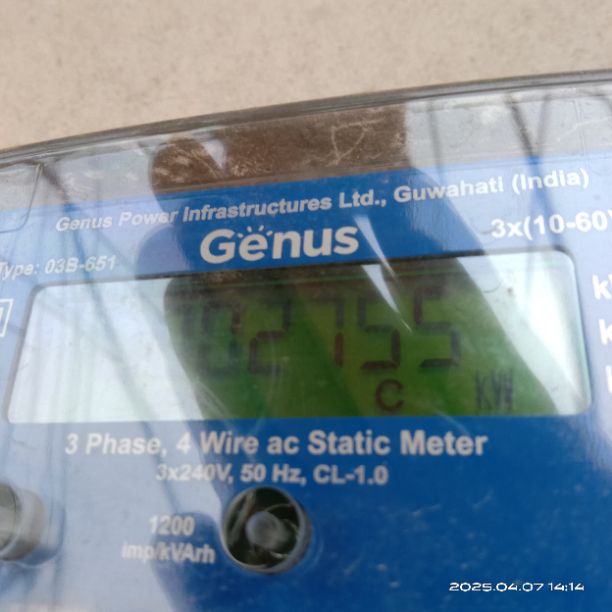 Genus Power Infrastructures Ltd., Guwahati (India)
Genus
3x(10-60)
Type: 03B-651
C
KW
3 Phase, 4 Wire ac Static Meter
3x240V, 50 Hz, CL-1.0
1200
imp/kVArh
2025.04.07 14:14